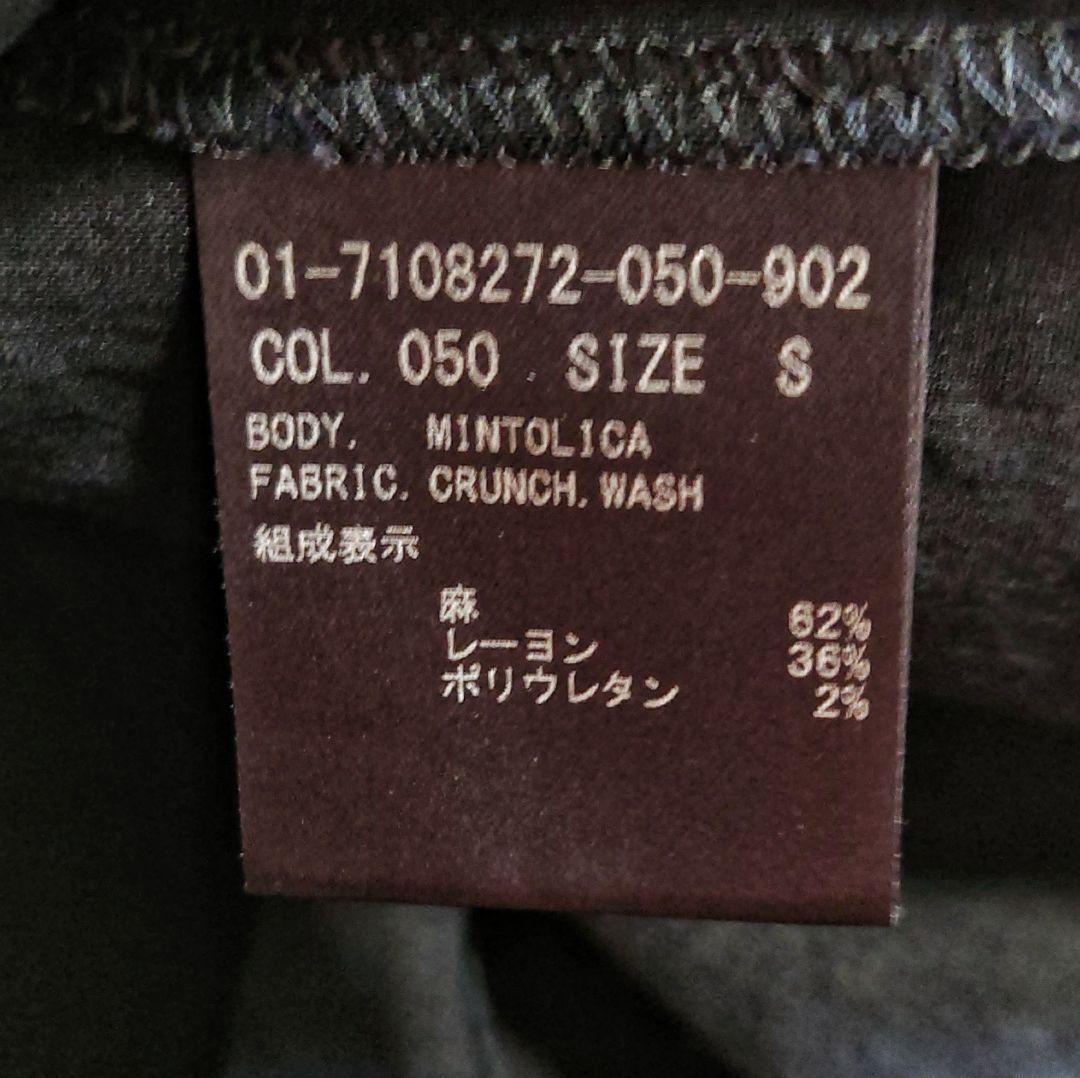 01-7108272-050-902
COL. 050 SIZE S
BODY. MINTOLICA
FABRIC. CRUNCH.WASH
組成表示
麻 62%
レーヨン 36%
ポリウレタン 2%